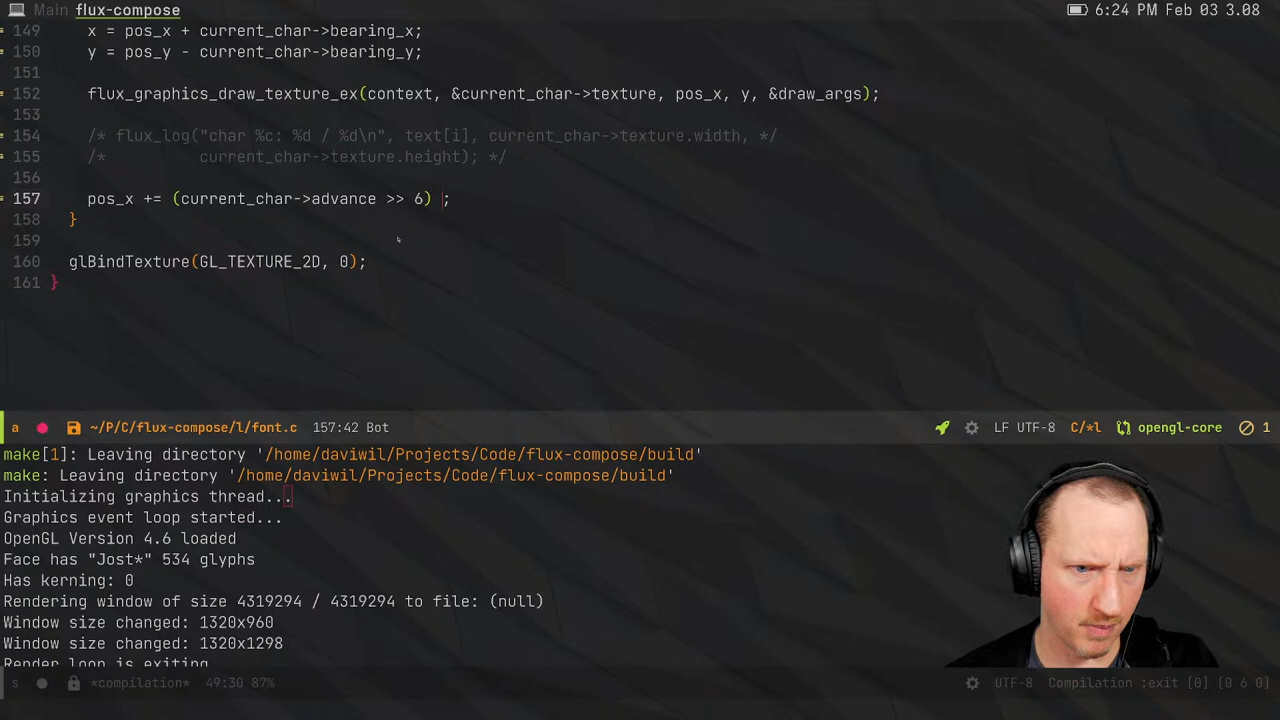 Main flux-compose 6:24 PM Feb 03 3.08
149 x = pos_x + current_char->bearing_x;
150 y = pos_y - current_char->bearing_y;
151
152 flux_graphics_draw_texture_ex(context, &current_char->texture, pos_x, y, &draw_args);
153
154 /* flux_log("char %c: %d / %d\n", text[i], current_char->texture.width, */
155 /* current_char->texture.height); */
156
157 pos_x += (current_char->advance >> 6) ;
158 }
159
160 glBindTexture(GL_TEXTURE_2D, 0);
161 }
a ~/P/C/flux-compose/l/font.c 157:42 Bot LF UTF-8 C/*l opengl-core 1
make[1]: Leaving directory '/home/daviwil/Projects/Code/flux-compose/build'
make: Leaving directory '/home/daviwil/Projects/Code/flux-compose/build'
Initializing graphics thread...
Graphics event loop started...
OpenGL Version 4.6 loaded
Face has "Jost*" 534 glyphs
Has kerning: 0
Rendering window of size 4319294 / 4319294 to file: (null)
Window size changed: 1320x960
Window size changed: 1320x1298
Render loop is exiting
s *compilation* 49:30 87% UTF-8 Compilation :exit [0] [0 6 0]